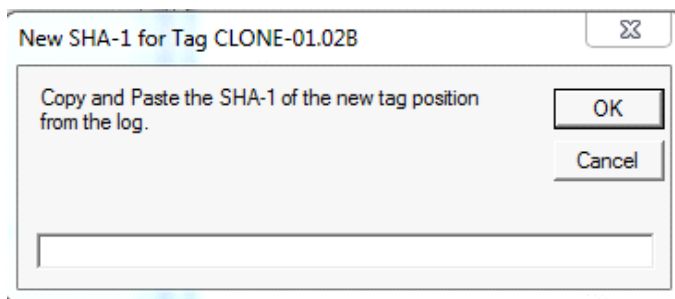 New SHA-1 for Tag CLONE-01.02B
Copy and Paste the SHA-1 of the new tag position
from the log.
OK
Cancel